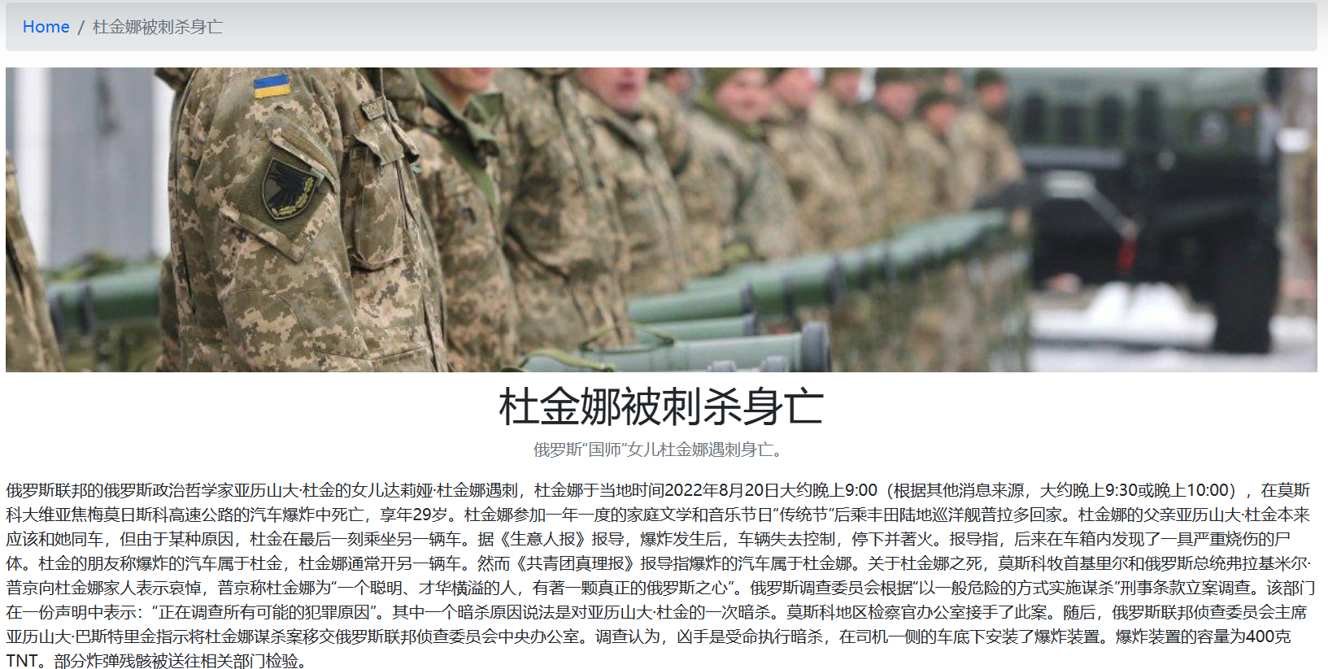 Home / 杜金娜被刺杀身亡
杜金娜被刺杀身亡
俄罗斯“国师”女儿杜金娜遇刺身亡。
俄罗斯联邦的俄罗斯政治哲学家亚历山大·杜金的女儿达莉娅·杜金娜遇刺，杜金娜于当地时间2022年8月20日大约晚上9:00（根据其他消息来源，大约晚上9:30或晚上10:00），在莫斯
科大维亚焦梅莫日斯科高速公路的汽车爆炸中死亡，享年29岁。杜金娜参加一年一度的家庭文学和音乐节日“传统节”后乘丰田陆地巡洋舰普拉多回家。杜金娜的父亲亚历山大·杜金本来
应该和她同车，但由于某种原因，杜金在最后一刻乘坐另一辆车。据《生意人报》报导，爆炸发生后，车辆失去控制，停下并著火。报导指，后来在车箱内发现了一具严重烧伤的尸
体。杜金的朋友称爆炸的汽车属于杜金，杜金娜通常开另一辆车。然而《共青团真理报》报导指爆炸的汽车属于杜金娜。关于杜金娜之死，莫斯科牧首基里尔和俄罗斯总统弗拉基米尔·
普京向杜金娜家人表示哀悼，普京称杜金娜为“一个聪明、才华横溢的人，有著一颗真正的俄罗斯之心”。俄罗斯调查委员会根据“以一般危险的方式实施谋杀”刑事条款立案调查。该部门
在一份声明中表示：“正在调查所有可能的犯罪原因”。其中一个暗杀原因说法是对亚历山大·杜金的一次暗杀。莫斯科地区检察官办公室接手了此案。随后，俄罗斯联邦侦查委员会主席
亚历山大·巴斯特里金指示将杜金娜谋杀案移交俄罗斯联邦侦查委员会中央办公室。调查认为，凶手是受命执行暗杀，在司机一侧的车底下安装了爆炸装置。爆炸装置的容量为400克
TNT。部分炸弹残骸被送往相关部门检验。